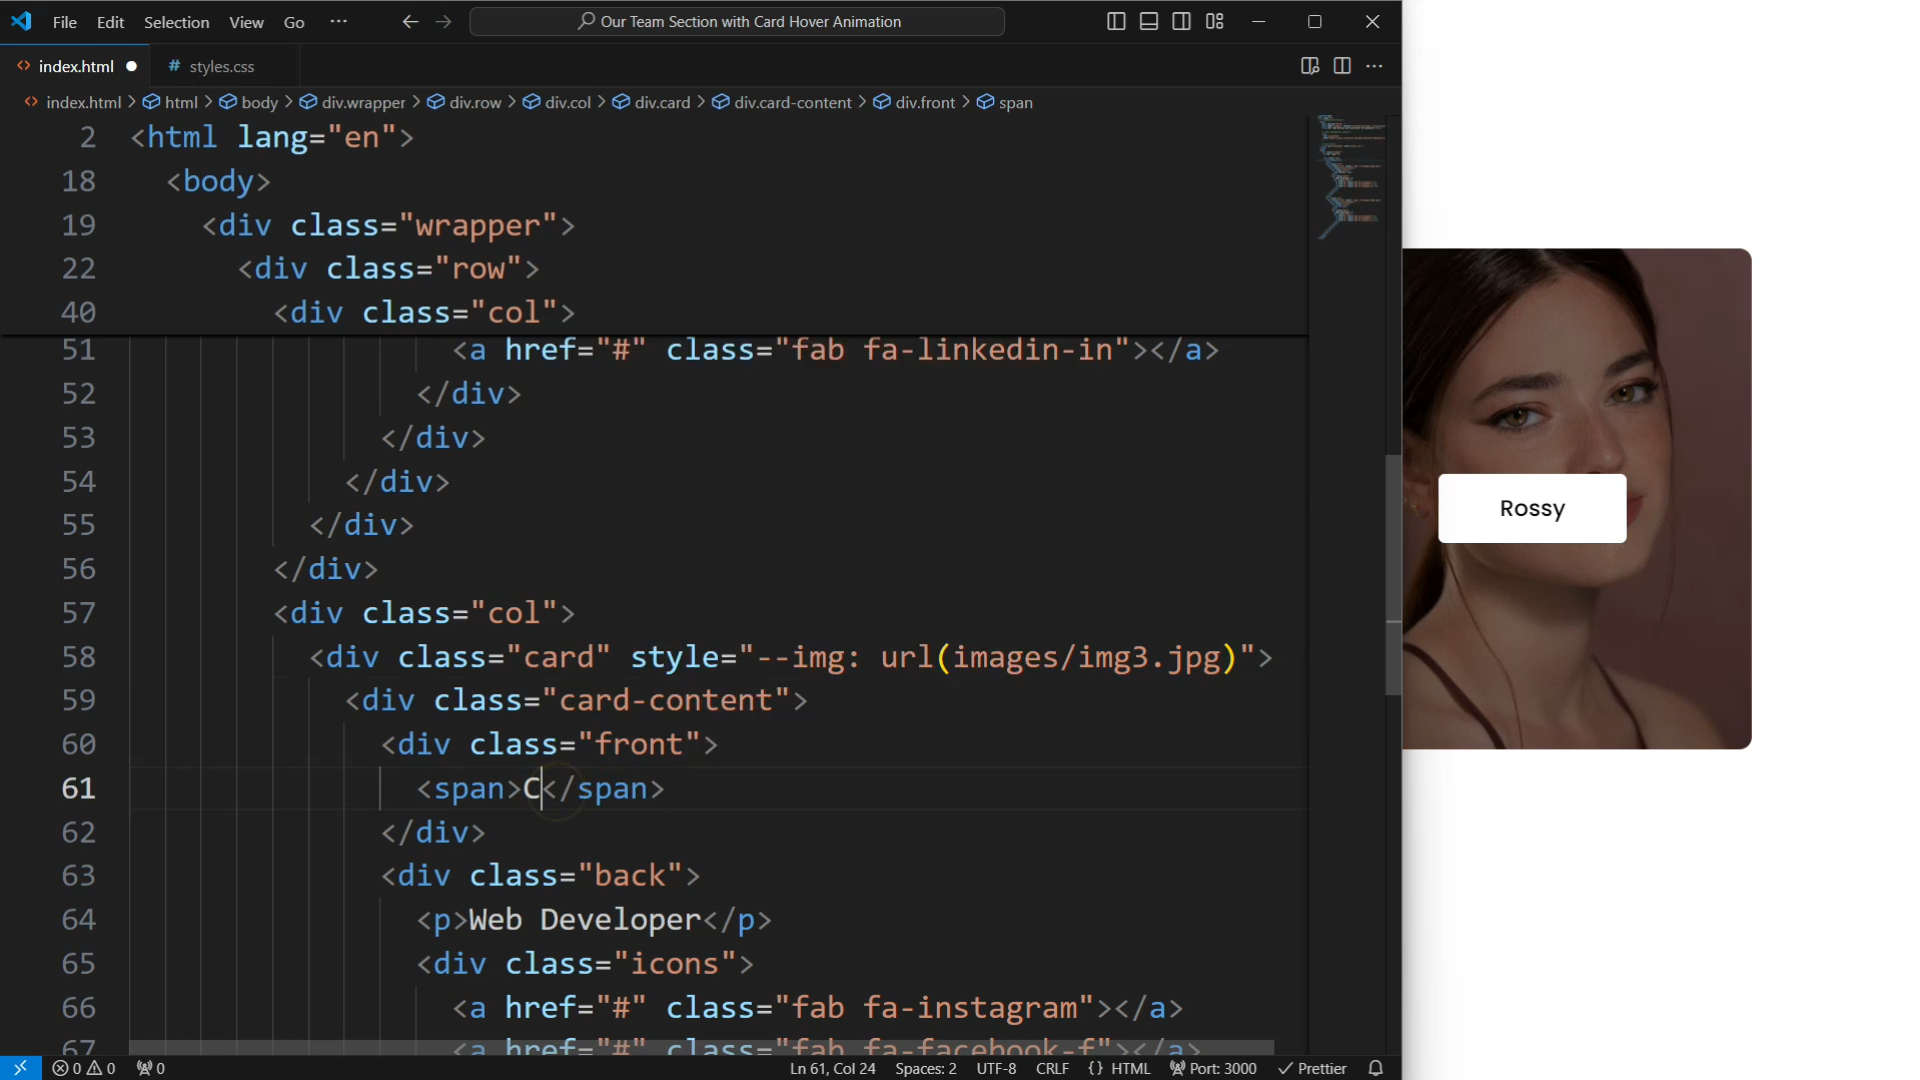 File Edit Selection View Go ··· Our Team Section with Card Hover Animation
index.html # styles.css
index.html > html > body > div.wrapper > div.row > div.col > div.card > div.card-content > div.front > span
2 <html lang="en">
18 <body>
19 <div class="wrapper">
22 <div class="row">
40 <div class="col">
51 <a href="#" class="fab fa-linkedin-in"></a>
52 </div>
53 </div>
54 </div>
55 </div>
56 </div>
57 <div class="col">
58 <div class="card" style="--img: url(images/img3.jpg)">
59 <div class="card-content">
60 <div class="front">
61 <span>C</span>
62 </div>
63 <div class="back">
64 <p>Web Developer</p>
65 <div class="icons">
66 <a href="#" class="fab fa-instagram"></a>
67 <a href="#" class="fab fa-facebook-f"></a>
Rossy
0 0 0 Ln 61, Col 24 Spaces: 2 UTF-8 CRLF {} HTML Port: 3000 Prettier